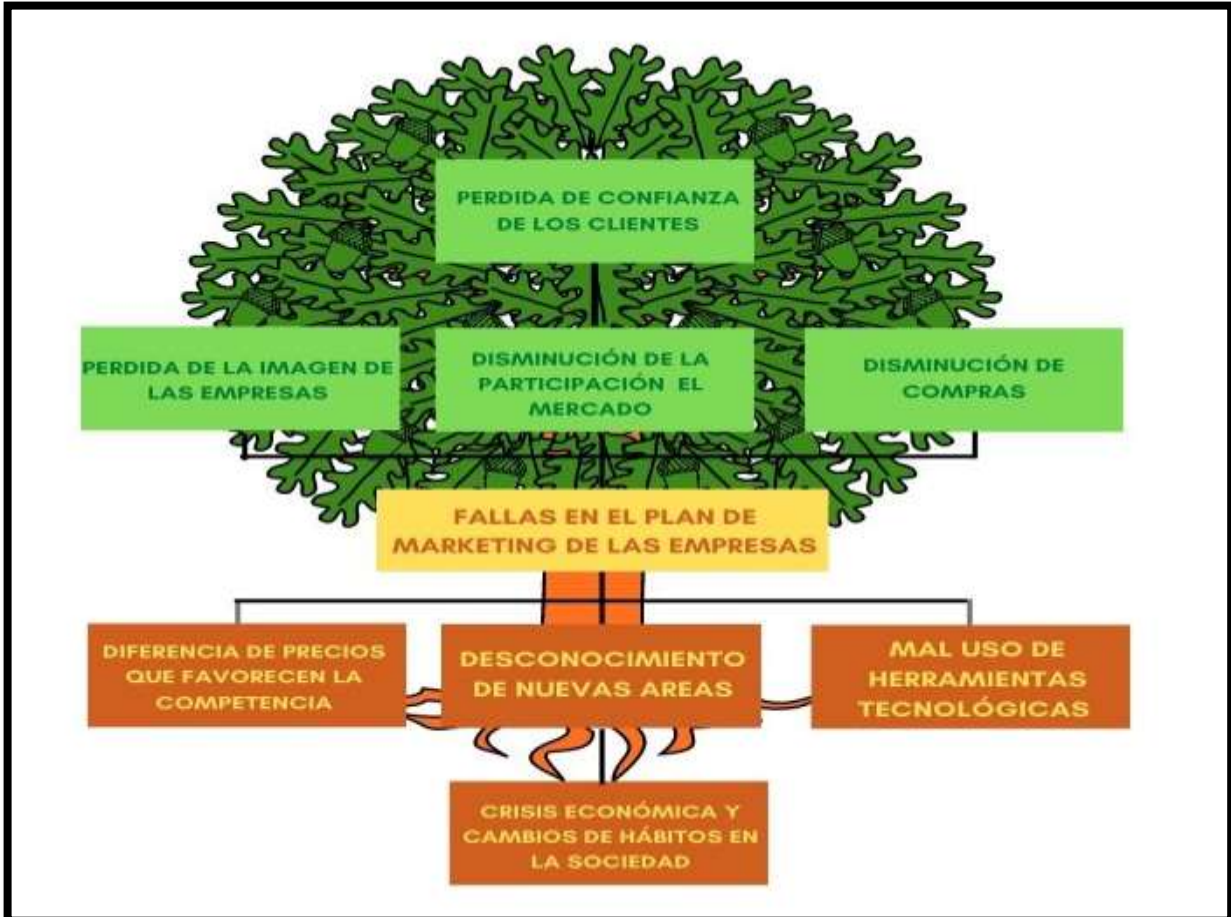 PERDIDA DE CONFIANZA
DE LOS CLIENTES
PERDIDA DE LA IMAGEN DE
LAS EMPRESAS
DISMINUCIÓN DE LA
PARTICIPACIÓN EL
MERCADO
DISMINUCIÓN DE
COMPRAS
FALLAS EN EL PLAN DE
MARKETING DE LAS EMPRESAS
DIFERENCIA DE PRECIOS
QUE FAVORECEN LA
COMPETENCIA
DESCONOCIMIENTO
DE NUEVAS AREAS
MAL USO DE
HERRAMIENTAS
TECNOLÓGICAS
CRISIS ECONÓMICA Y
CAMBIOS DE HÁBITOS EN
LA SOCIEDAD